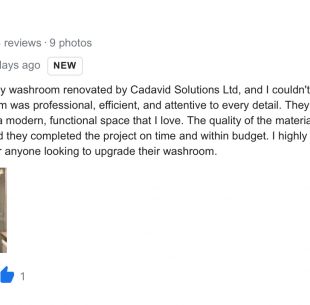 reviews · 9 photos
days ago NEW
y washroom renovated by Cadavid Solutions Ltd, and I couldn't
m was professional, efficient, and attentive to every detail. They
a modern, functional space that I love. The quality of the materia
d they completed the project on time and within budget. I highly
r anyone looking to upgrade their washroom.
1